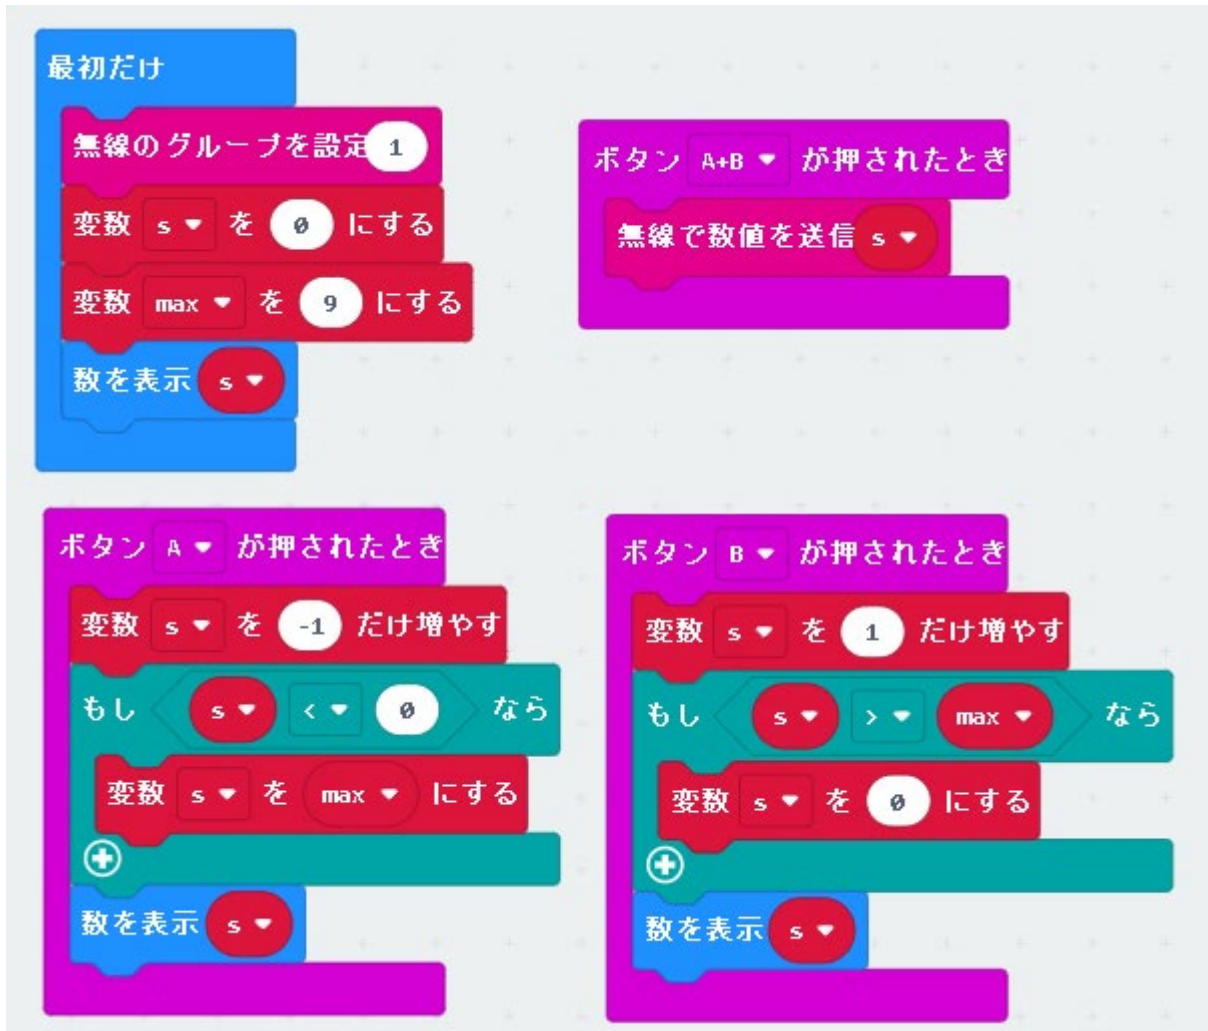 最初だけ
無線のグループを設定 1
変数 s を 0 にする
変数 max を 9 にする
数を表示 s
ボタン A+B が押されたとき
無線で数値を送信 s
ボタン A が押されたとき
変数 s を -1 だけ増やす
もし s < 0 なら
変数 s を max にする
数を表示 s
ボタン B が押されたとき
変数 s を 1 だけ増やす
もし s > max なら
変数 s を 0 にする
数を表示 s